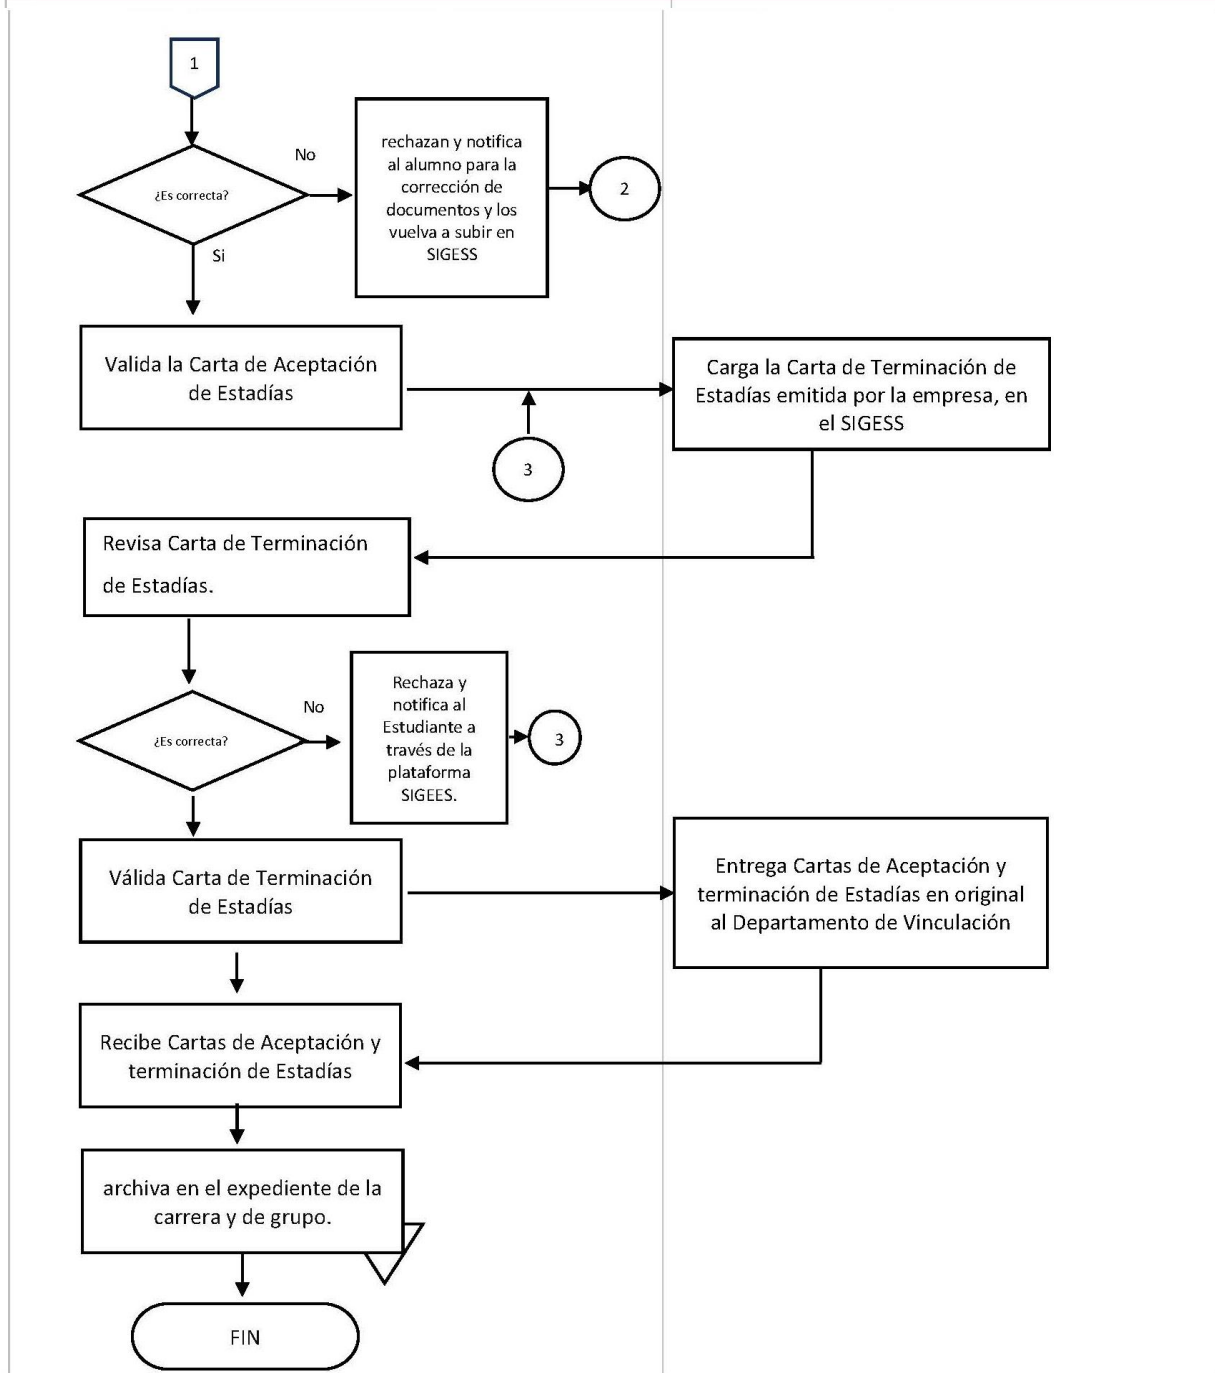 1
No
¿Es correcta?
Si
rechazan y notifica
al alumno para la
corrección de
documentos y los
vuelva a subir en
SIGESS
2
Valida la Carta de Aceptación
de Estadías
3
Carga la Carta de Terminación de
Estadías emitida por la empresa, en
el SIGESS
Revisa Carta de Terminación
de Estadías.
¿Es correcta?
No
Rechaza y
notifica al
Estudiante a
través de la
plataforma
SIGEES.
3
Válida Carta de Terminación
de Estadías
Entrega Cartas de Aceptación y
terminación de Estadías en original
al Departamento de Vinculación
Recibe Cartas de Aceptación y
terminación de Estadías
archiva en el expediente de la
carrera y de grupo.
FIN